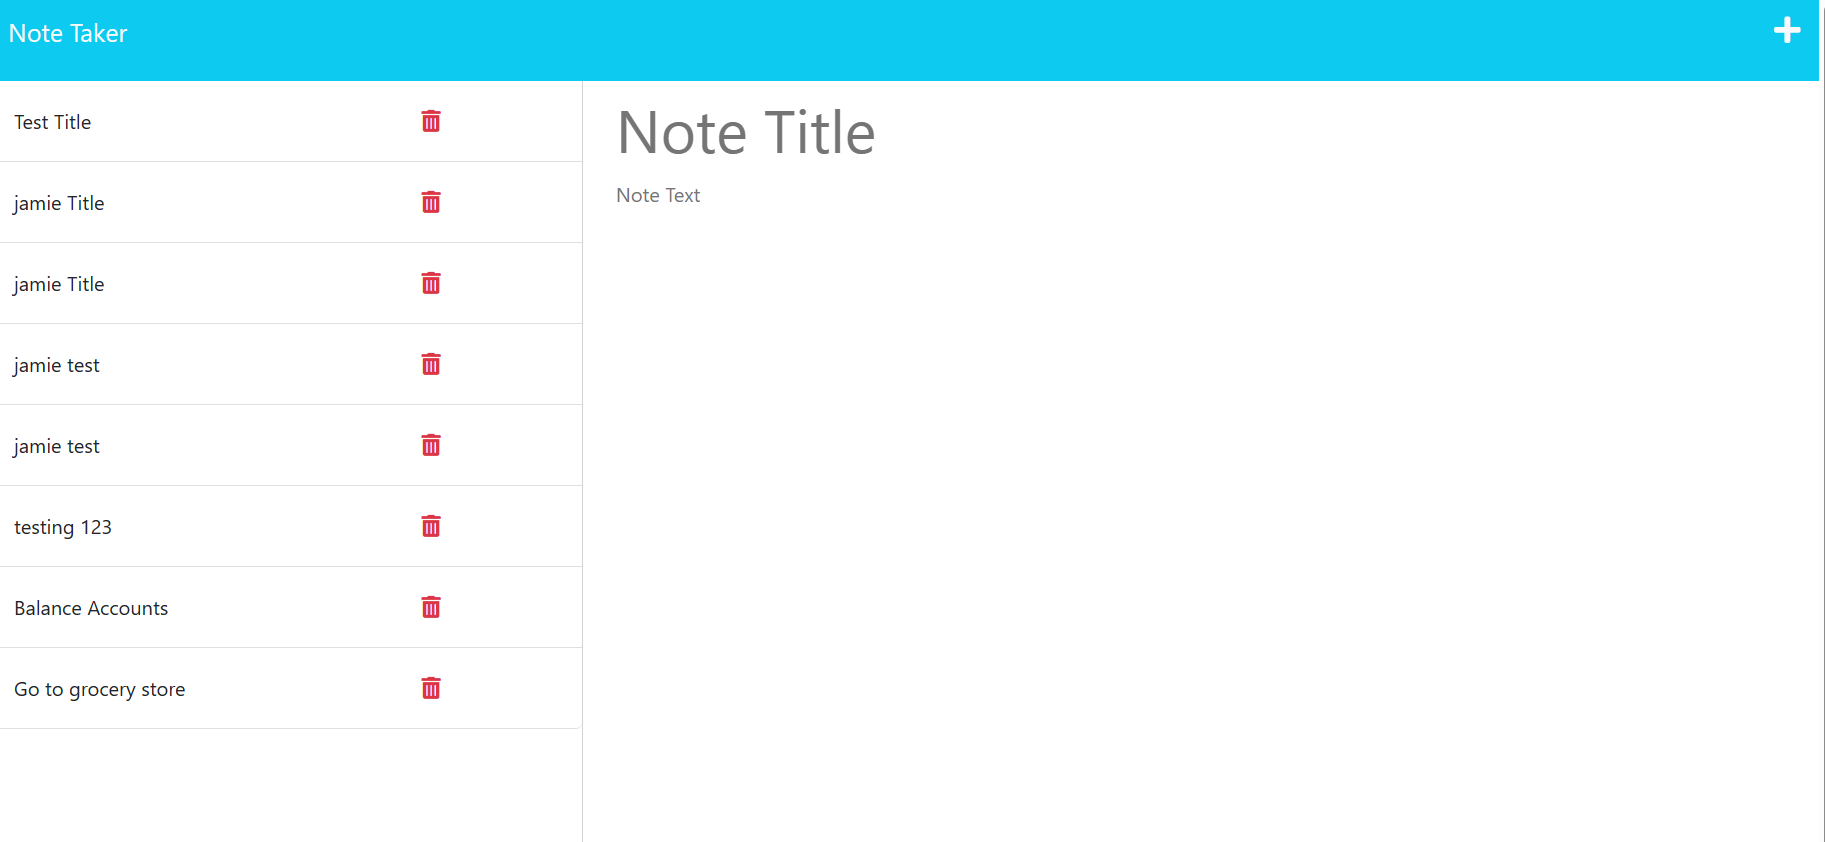 Note Taker
Test Title
jamie Title
jamie Title
jamie test
jamie test
testing 123
Balance Accounts
Go to grocery store
Note Title
Note Text